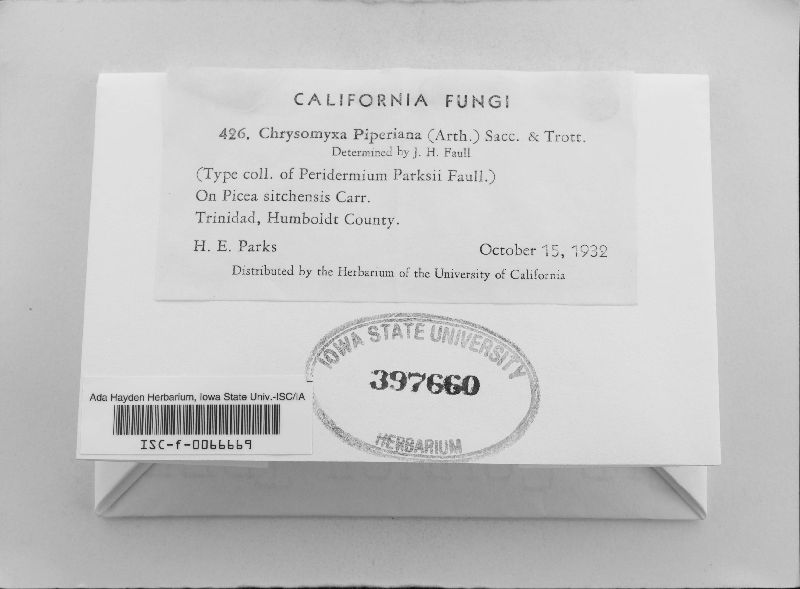 CALIFORNIA FUNGI
426. Chrysomyxa Piperiana (Arth.) Sacc. & Trott.
Determined by J. H. Faull
(Type coll. of Peridermium Parksii Faull.)
On Picea sitchensis Carr.
Trinidad, Humboldt County.
H. E. Parks October 15, 1932
Distributed by the Herbarium of the University of California
IOWA STATE UNIVERSITY
397660
HERBARIUM
Ada Hayden Herbarium, Iowa State Univ.-ISC/IA
ISC-f-0066669